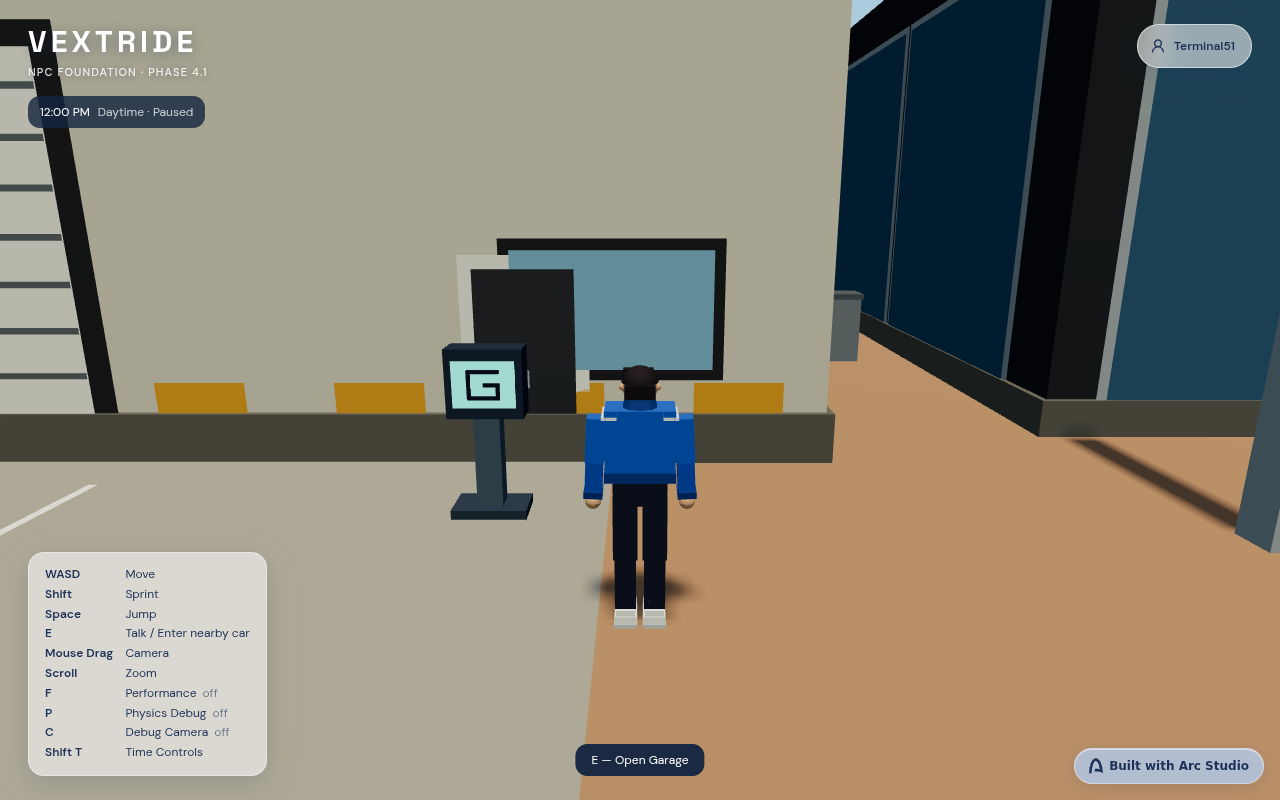 VEXTRIDE
NPC FOUNDATION · PHASE 4.1
12:00 PM Daytime · Paused
Terminal51
G
WASD Move
Shift Sprint
Space Jump
E Talk / Enter nearby car
Mouse Drag Camera
Scroll Zoom
F Performance off
P Physics Debug off
C Debug Camera off
Shift T Time Controls
E — Open Garage
Built with Arc Studio